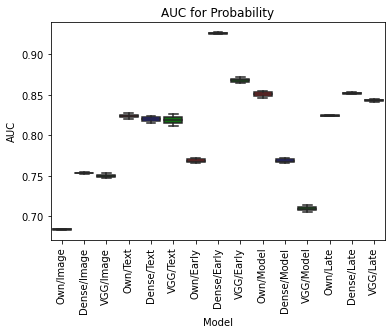 AUC for Probability
AUC
0.90
0.85
0.80
0.75
0.70
Own/Image
Dense/Image
VGG/Image
Own/Text
Dense/Text
VGG/Text
Own/Early
Dense/Early
VGG/Early
Own/Model
Dense/Model
VGG/Model
Own/Late
Dense/Late
VGG/Late
Model